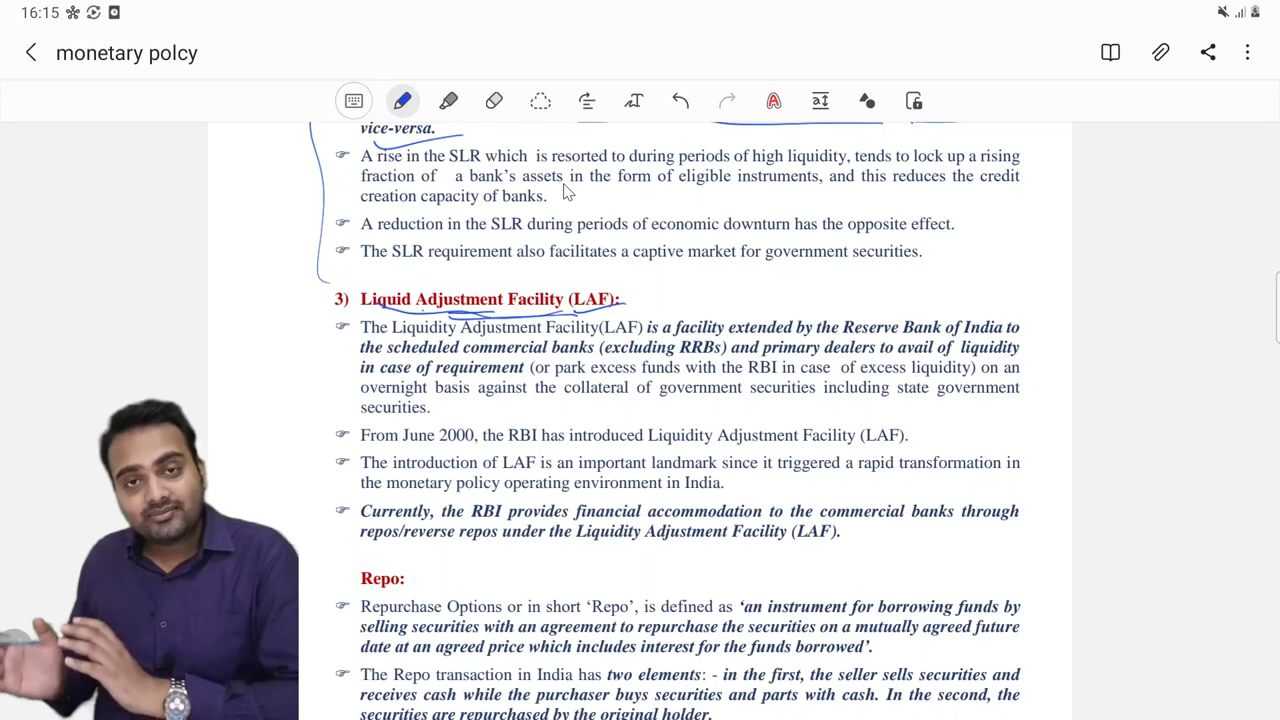 16:15
monetary polcy
vice-versa.
☞ A rise in the SLR which is resorted to during periods of high liquidity, tends to lock up a rising
fraction of a bank’s assets in the form of eligible instruments, and this reduces the credit
creation capacity of banks.
☞ A reduction in the SLR during periods of economic downturn has the opposite effect.
☞ The SLR requirement also facilitates a captive market for government securities.
3) Liquid Adjustment Facility (LAF):
☞ The Liquidity Adjustment Facility(LAF) is a facility extended by the Reserve Bank of India to
the scheduled commercial banks (excluding RRBs) and primary dealers to avail of liquidity
in case of requirement (or park excess funds with the RBI in case of excess liquidity) on an
overnight basis against the collateral of government securities including state government
securities.
☞ From June 2000, the RBI has introduced Liquidity Adjustment Facility (LAF).
☞ The introduction of LAF is an important landmark since it triggered a rapid transformation in
the monetary policy operating environment in India.
☞ Currently, the RBI provides financial accommodation to the commercial banks through
repos/reverse repos under the Liquidity Adjustment Facility (LAF).
Repo:
☞ Repurchase Options or in short ‘Repo’, is defined as ‘an instrument for borrowing funds by
selling securities with an agreement to repurchase the securities on a mutually agreed future
date at an agreed price which includes interest for the funds borrowed’.
☞ The Repo transaction in India has two elements: - in the first, the seller sells securities and
receives cash while the purchaser buys securities and parts with cash. In the second, the
securities are repurchased by the original holder.